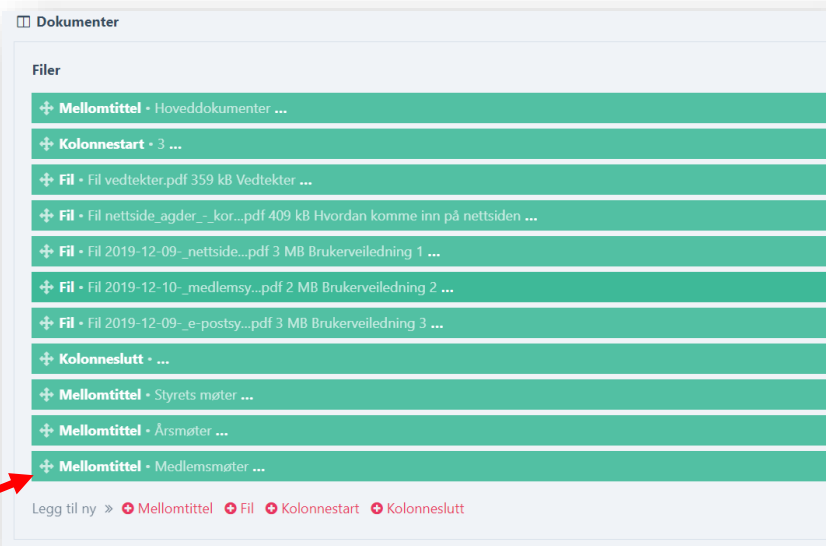 Dokumenter
Filer
Mellomtittel • Hoveddokumenter ...
Kolonnestart • 3 ...
Fil • Fil vedtekter.pdf 359 kB Vedtekter ...
Fil • Fil nettside_agder_-_kor...pdf 409 kB Hvordan komme inn på nettsiden ...
Fil • Fil 2019-12-09-_nettside...pdf 3 MB Brukerveiledning 1 ...
Fil • Fil 2019-12-10-_medlemsy...pdf 2 MB Brukerveiledning 2 ...
Fil • Fil 2019-12-09-_e-postsy...pdf 3 MB Brukerveiledning 3 ...
Kolonneslutt • ...
Mellomtittel • Styrets møter ...
Mellomtittel • Årsmøter ...
Mellomtittel • Medlemsmøter ...
Legg til ny » Mellomtittel Fil Kolonnestart Kolonneslutt